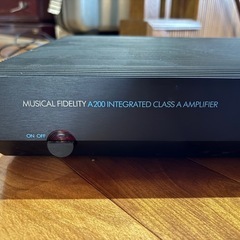 MUSICAL FIDELITY A200 INTEGRATED CLASS A AMPLIFIER
ON OFF